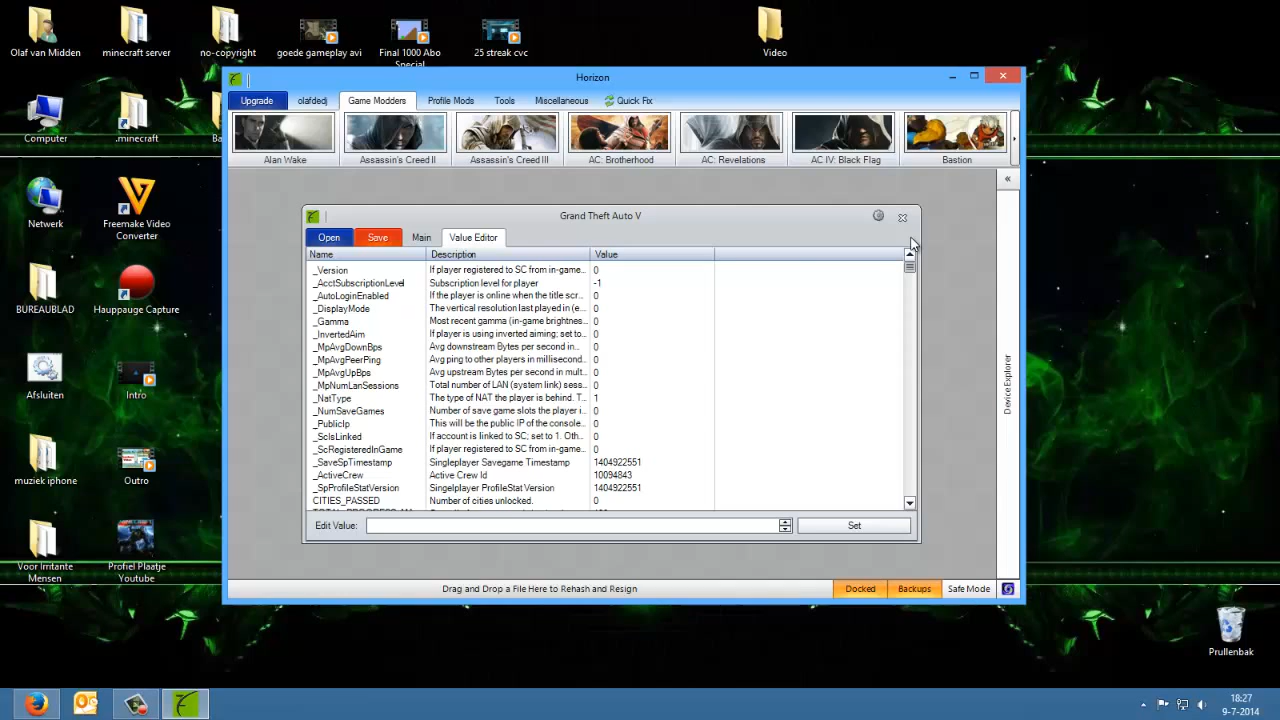 Olaf van Midden
minecraft server
no-copyright
goede gameplay avi
Final 1000 Abo
Special
25 streak cvc
Video
Computer
.minecraft
Ba
Netwerk
Freemake Video
Converter
BUREAUBLAD
Hauppauge Capture
Afsluiten
Intro
muziek iphone
Outro
Voor Irritante
Mensen
Profiel Plaatje
Youtube
Prullenbak
Horizon
Upgrade
olafdedj
Game Modders
Profile Mods
Tools
Miscellaneous
Quick Fix
Alan Wake
Assassin's Creed II
Assassin's Creed III
AC: Brotherhood
AC: Revelations
AC IV: Black Flag
Bastion
«
Device Explorer
Grand Theft Auto V
Open
Save
Main
Value Editor
Name Description Value
_Version If player registered to SC from in-game... 0
_AcctSubscriptionLevel Subscription level for player -1
_AutoLoginEnabled If the player is online when the title scr... 0
_DisplayMode The vertical resolution last played in (e... 0
_Gamma Most recent gamma (in-game brightnes... 0
_InvertedAim If player is using inverted aiming; set to... 0
_MpAvgDownBps Avg downstream Bytes per second in... 0
_MpAvgPeerPing Avg ping to other players in millisecond... 0
_MpAvgUpBps Avg upstream Bytes per second in mult... 0
_MpNumLanSessions Total number of LAN (system link) sess... 0
_NatType The type of NAT the player is behind. T... 1
_NumSaveGames Number of save game slots the player i... 0
_PublicIp This will be the public IP of the console... 0
_ScIsLinked If account is linked to SC; set to 1. Oth... 0
_ScRegisteredInGame If player registered to SC from in-game... 0
_SaveSpTimestamp Singleplayer Savegame Timestamp 1404922551
_ActiveCrew Active Crew Id 10094843
_SpProfileStatVersion Singelplayer ProfileStat Version 1404922551
CITIES_PASSED Number of cities unlocked. 0
Edit Value:
Set
Drag and Drop a File Here to Rehash and Resign
Docked
Backups
Safe Mode
18:27
9-7-2014